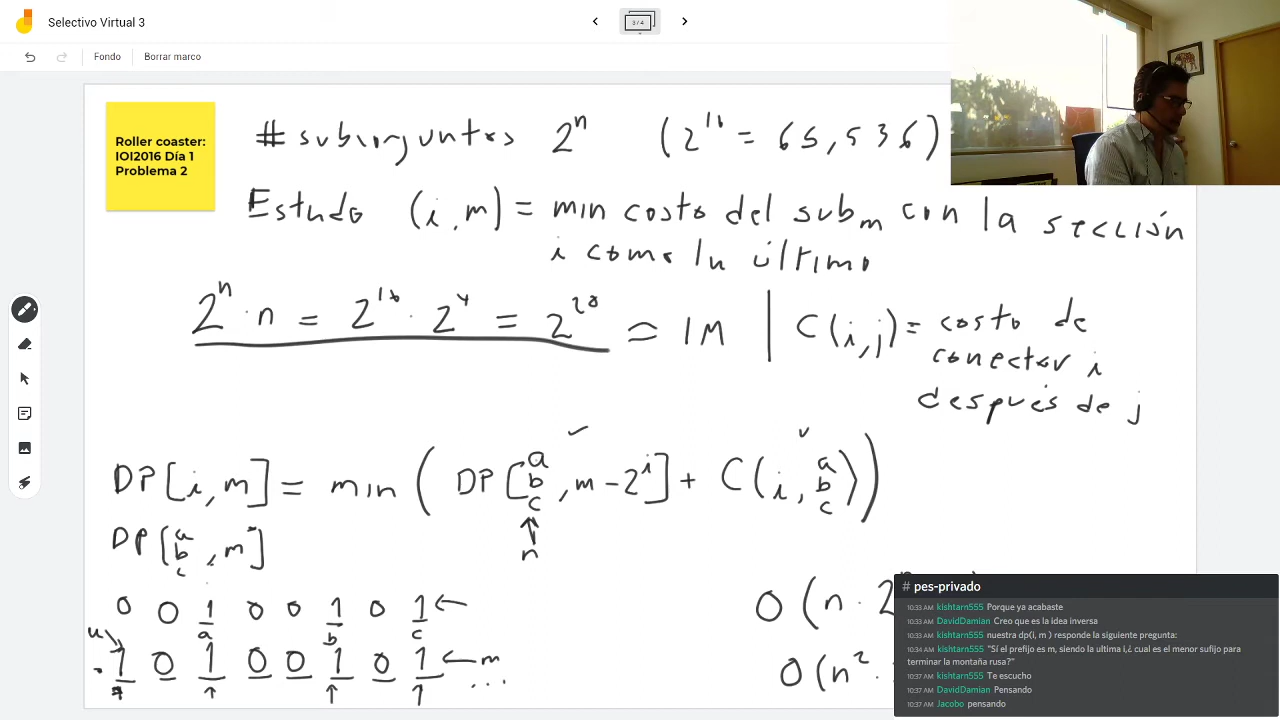 Selectivo Virtual 3
3 / 4
Fondo
Borrar marco
Roller coaster:
IOI2016 Día 1
Problema 2
# subconjuntos 2^n (2^16 = 65,536)
Estado (i,m) = min costo del sub_m con la sección
i como la último
2^n · n = 2^16 · 2^4 = 2^20 ≈ 1M | C(i,j) = costo de
conectar i
después de j
DP[i,m] = min ( DP[a b c, m - 2^i] + C(i, a b c) )
n
DP[a b c, m*]
0 0 1 0 0 1 0 1 ←
a b c
1 0 1 0 0 1 0 1 ← m
...
O(n · 2
O(n² ·
# pes-privado
10:33 AM kishtarn555 Porque ya acabaste
10:33 AM DavidDamian Creo que es la idea inversa
10:33 AM kishtarn555 nuestra dp(i, m ) responde la siguiente pregunta:
10:34 AM kishtarn555 "Sí el prefijo es m, siendo la ultima i,¿ cual es el menor sufijo para
terminar la montaña rusa?"
10:37 AM kishtarn555 Te escucho
10:37 AM DavidDamian Pensando
10:37 AM Jacobo pensando